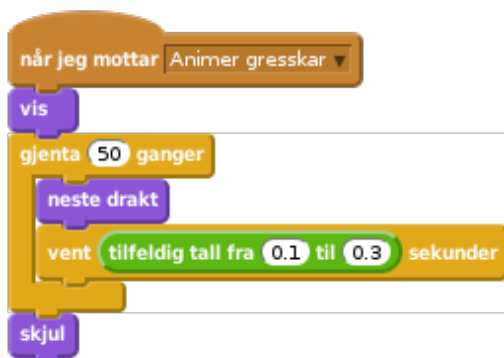 når jeg mottar Animer gresskar
vis
gjenta 50 ganger
neste drakt
vent tilfeldig tall fra 0.1 til 0.3 sekunder
skjul